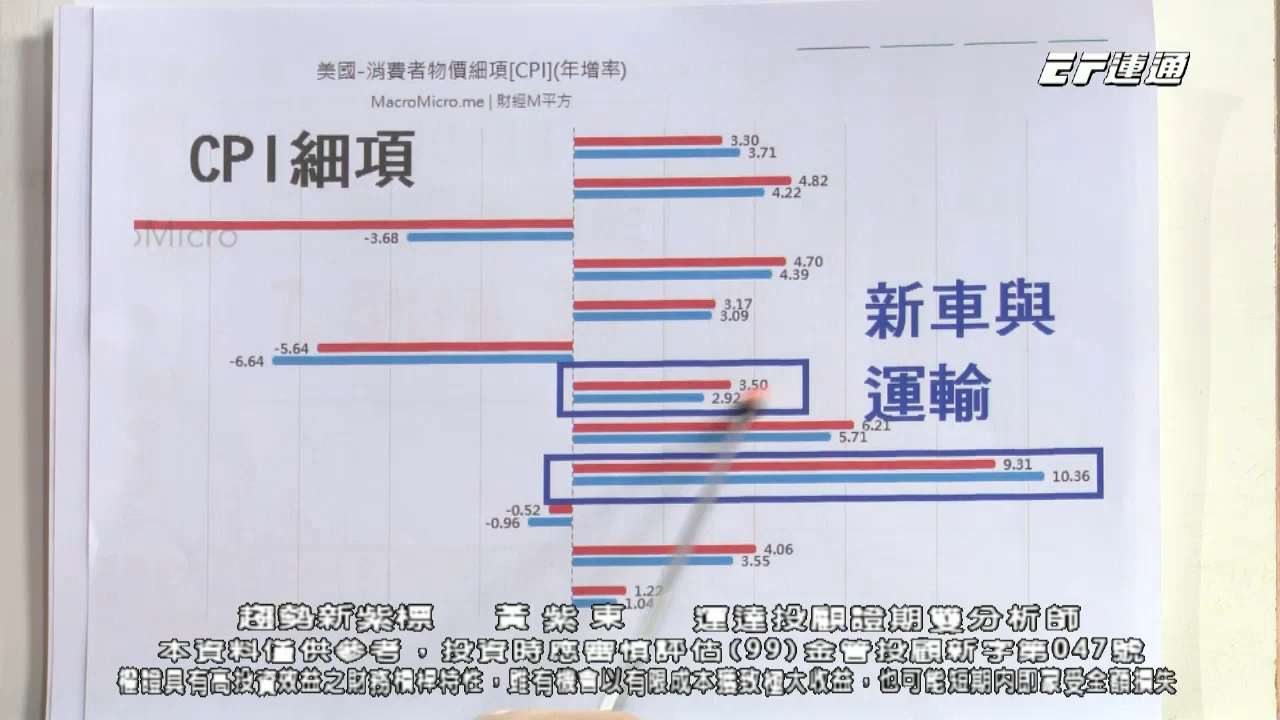 美國-消費者物價細項[CPI](年增率)
MacroMicro.me | 財經M平方
EF運通
CPI細項
3.30
3.71
4.82
4.22
oMicro
-3.68
4.70
4.39
新車與
運輸
3.17
3.09
-5.64
-6.64
3.50
2.92
6.21
5.71
9.31
10.36
-0.52
-0.96
4.06
3.55
1.22
1.04
趨勢新紫標 黃紫東 運達投顧證期雙分析師
本資料僅供參考，投資時應審慎評估(99)金管投顧新字第047號
權證具有高投資效益之財務槓桿特性，雖有機會以有限成本獲致極大收益，也可能短期內即蒙受全額損失